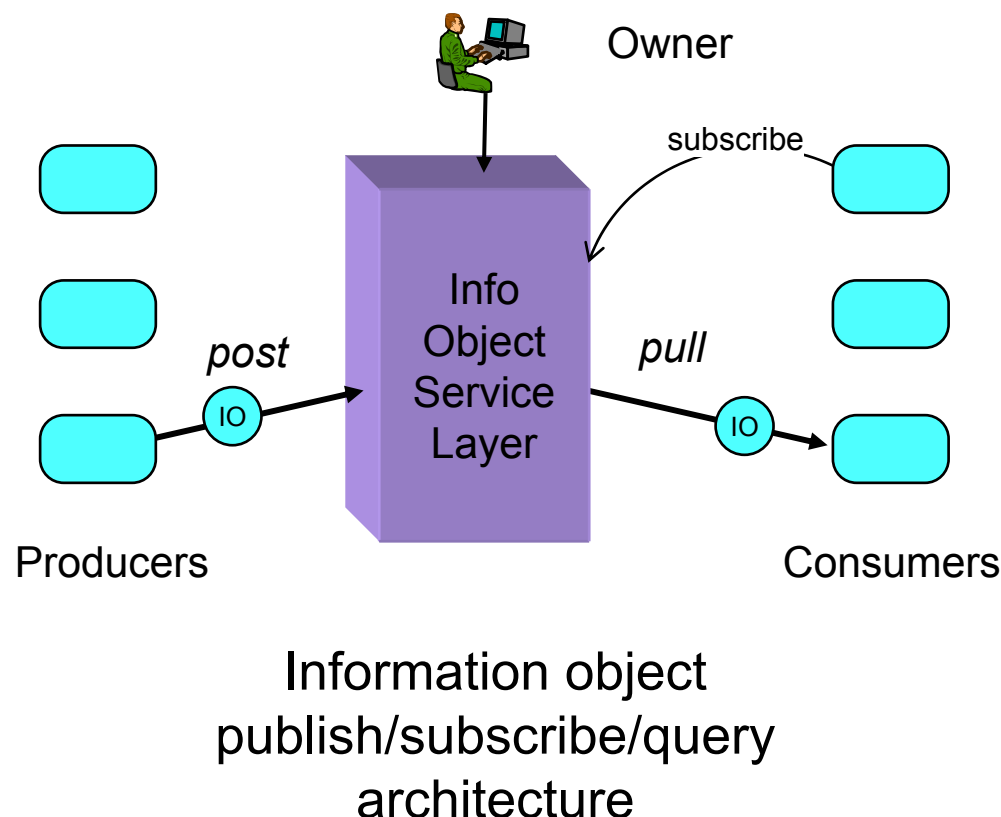 Owner
subscribe
Info
Object
Service
Layer
post
pull
IO
IO
Producers
Consumers
Information object
publish/subscribe/query
architecture